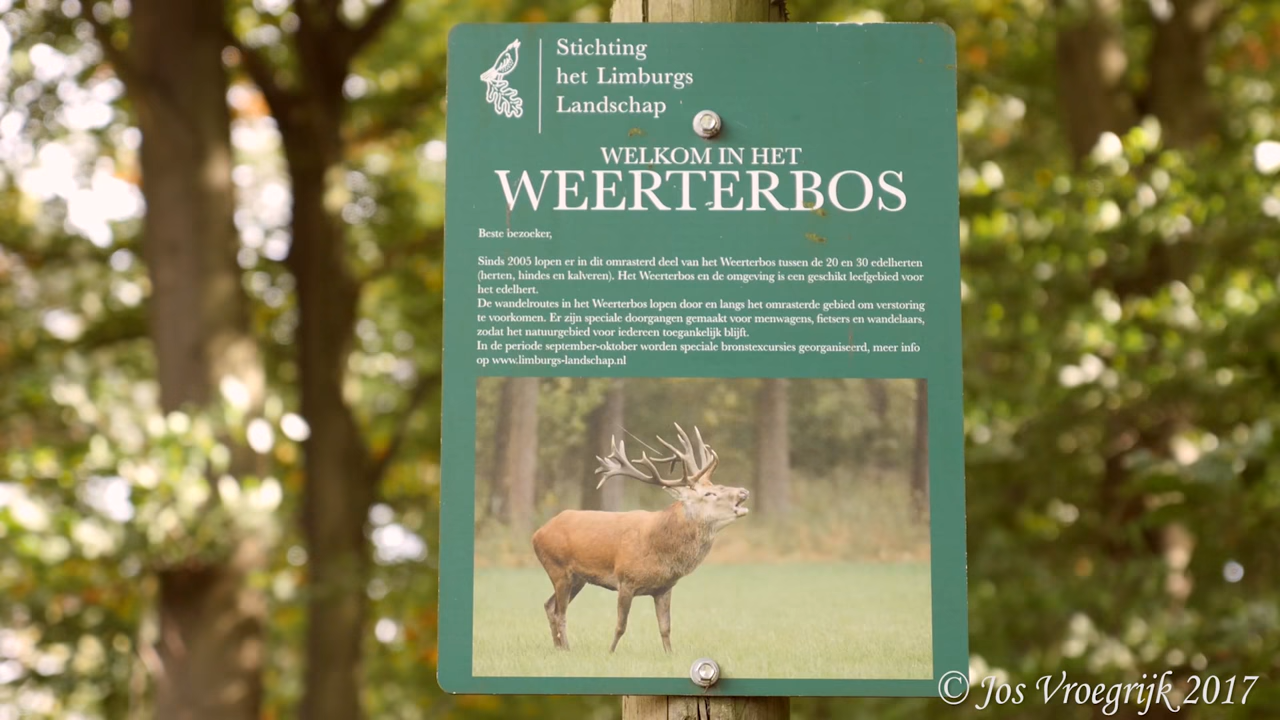 Stichting
het Limburgs
Landschap
WELKOM IN HET
WEERTERBOS
Beste bezoeker,
Sinds 2005 lopen er in dit omrasterd deel van het Weerterbos tussen de 20 en 30 edelherten
(herten, hindes en kalveren). Het Weerterbos en de omgeving is een geschikt leefgebied voor
het edelhert.
De wandelroutes in het Weerterbos lopen door en langs het omrasterde gebied om verstoring
te voorkomen. Er zijn speciale doorgangen gemaakt voor menwagens, fietsers en wandelaars,
zodat het natuurgebied voor iedereen toegankelijk blijft.
In de periode september-oktober worden speciale bronstexcursies georganiseerd, meer info
op www.limburgs-landschap.nl
© Jos Vroegrijk 2017